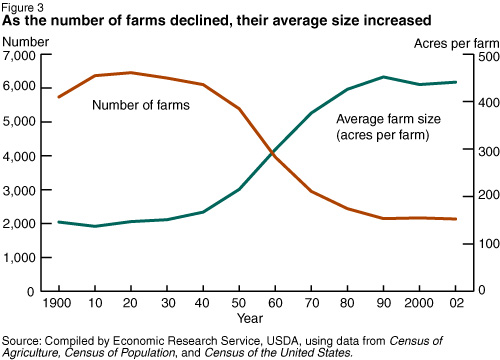 Figure 3
As the number of farms declined, their average size increased
Number
Acres per farm
7,000
6,000
5,000
4,000
3,000
2,000
1,000
0
500
400
300
200
100
0
Number of farms
Average farm size
(acres per farm)
1900 10 20 30 40 50 60 70 80 90 2000 02
Year
Source: Compiled by Economic Research Service, USDA, using data from Census of
Agriculture, Census of Population, and Census of the United States.